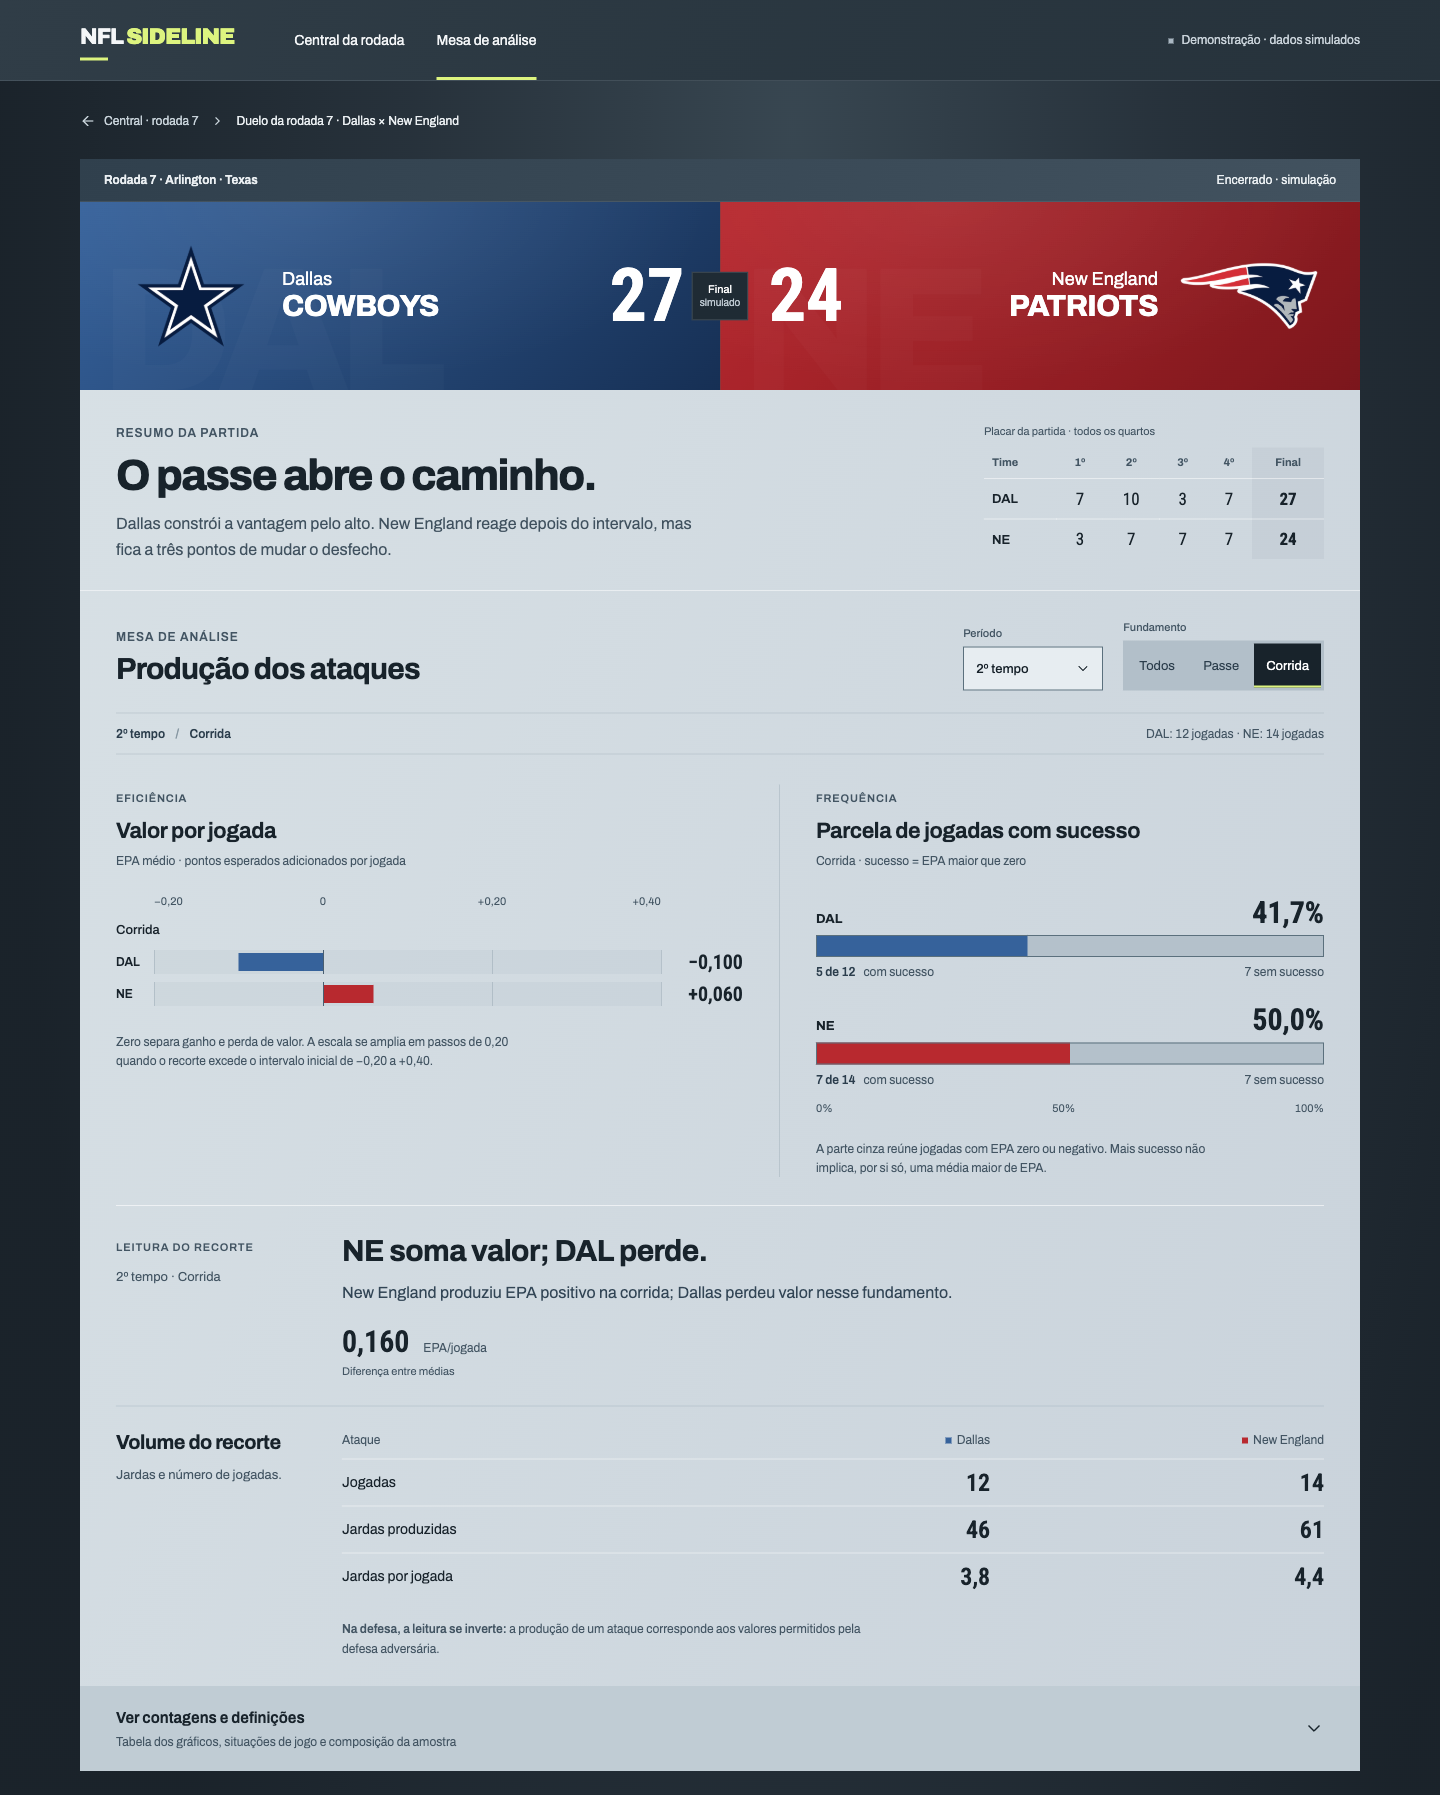 NFL SIDELINE
Central da rodada
Mesa de análise
Demonstração · dados simulados
Central · rodada 7
Duelo da rodada 7 · Dallas × New England
Rodada 7 · Arlington · Texas
Encerrado · simulação
DAL
NE
Dallas
COWBOYS
27
Final
simulado
24
New England
PATRIOTS
RESUMO DA PARTIDA
O passe abre o caminho.
Dallas constrói a vantagem pelo alto. New England reage depois do intervalo, mas
fica a três pontos de mudar o desfecho.
Placar da partida · todos os quartos
Time 1º 2º 3º 4º Final
DAL 7 10 3 7 27
NE 3 7 7 7 24
MESA DE ANÁLISE
Produção dos ataques
Período
2º tempo
Fundamento
Todos Passe Corrida
2º tempo / Corrida
DAL: 12 jogadas · NE: 14 jogadas
EFICIÊNCIA
Valor por jogada
EPA médio · pontos esperados adicionados por jogada
−0,20 0 +0,20 +0,40
Corrida
DAL −0,100
NE +0,060
Zero separa ganho e perda de valor. A escala se amplia em passos de 0,20
quando o recorte excede o intervalo inicial de −0,20 a +0,40.
FREQUÊNCIA
Parcela de jogadas com sucesso
Corrida · sucesso = EPA maior que zero
DAL 41,7%
5 de 12 com sucesso 7 sem sucesso
NE 50,0%
7 de 14 com sucesso 7 sem sucesso
0% 50% 100%
A parte cinza reúne jogadas com EPA zero ou negativo. Mais sucesso não
implica, por si só, uma média maior de EPA.
LEITURA DO RECORTE
2º tempo · Corrida
NE soma valor; DAL perde.
New England produziu EPA positivo na corrida; Dallas perdeu valor nesse fundamento.
0,160 EPA/jogada
Diferença entre médias
Volume do recorte
Jardas e número de jogadas.
Ataque Dallas New England
Jogadas 12 14
Jardas produzidas 46 61
Jardas por jogada 3,8 4,4
Na defesa, a leitura se inverte: a produção de um ataque corresponde aos valores permitidos pela
defesa adversária.
Ver contagens e definições
Tabela dos gráficos, situações de jogo e composição da amostra